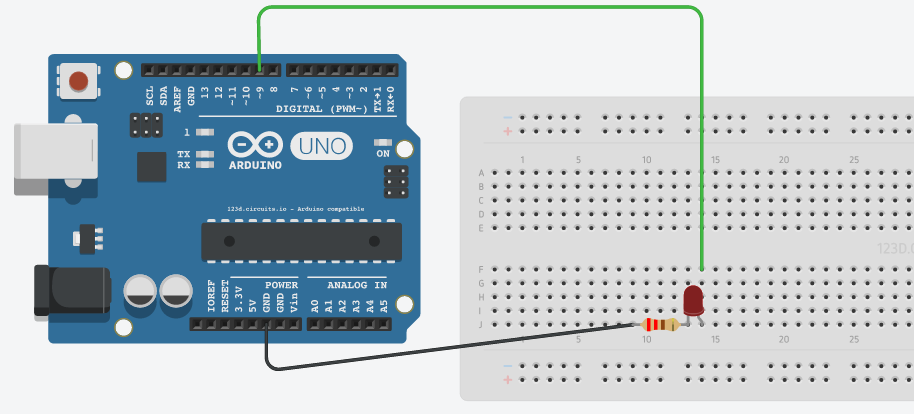 SCL
SDA
AREF
GND
13
12
~11
~10
~9
8
7
~6
~5
4
~3
2
TX→1
RX←0
DIGITAL (PWM~)
1
TX
RX
ARDUINO
UNO
ON
123d.circuits.io - Arduino compatible
POWER
ANALOG IN
IOREF
RESET
3.3V
5V
GND
GND
Vin
A0
A1
A2
A3
A4
A5
1 5 10 15 20 25
A
B
C
D
E
123D.
F
G
H
I
J
1 5 10 15 20 25